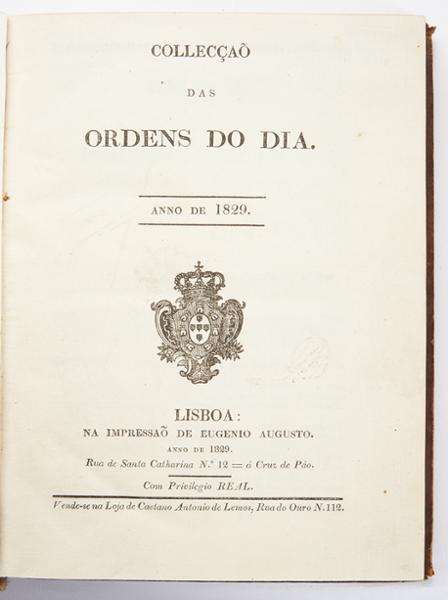 COLLECÇAÕ
DAS
ORDENS DO DIA.
ANNO DE 1829.
LISBOA:
NA IMPRESSAÕ DE EUGENIO AUGUSTO.
ANNO DE 1829.
Rua de Santa Catharina N.º 12 = á Cruz de Páo.
Com Privilegio REAL.
Vende-se na Loja de Caetano Antonio de Lemos, Rua do Ouro N. 112.